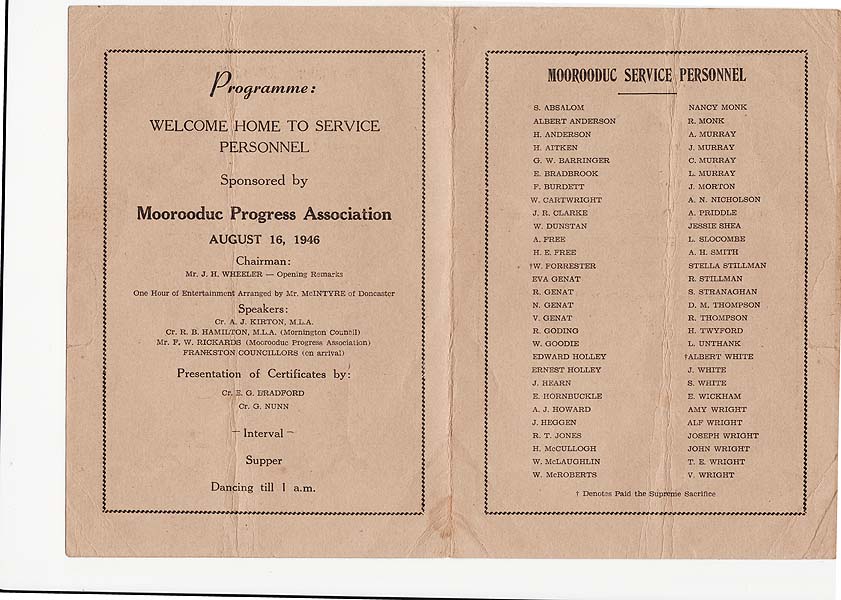 Programme:
WELCOME HOME TO SERVICE
PERSONNEL
Sponsored by
Moorooduc Progress Association
AUGUST 16, 1946
Chairman:
Mr. J. H. WHEELER — Opening Remarks
One Hour of Entertainment Arranged by Mr. McINTYRE of Doncaster
Speakers:
Cr. A. J. KIRTON, M.L.A.
Cr. R. B. HAMILTON, M.L.A. (Mornington Council)
Mr. F. W. RICKARDS (Moorooduc Progress Association)
FRANKSTON COUNCILLORS (on arrival)
Presentation of Certificates by:
Cr. E. G. BRADFORD
Cr. G. NUNN
— Interval —
Supper
Dancing till 1 a.m.
MOOROODUC SERVICE PERSONNEL
S. ABSALOM
ALBERT ANDERSON
H. ANDERSON
H. AITKEN
G. W. BARRINGER
E. BRADBROOK
F. BURDETT
W. CARTWRIGHT
J. R. CLARKE
W. DUNSTAN
A. FREE
H. E. FREE
†W. FORRESTER
EVA GENAT
R. GENAT
N. GENAT
V. GENAT
R. GODING
W. GOODIE
EDWARD HOLLEY
ERNEST HOLLEY
J. HEARN
E. HORNBUCKLE
A. J. HOWARD
J. HEGGEN
R. T. JONES
H. McCULLOGH
W. McLAUGHLIN
W. McROBERTS
NANCY MONK
R. MONK
A. MURRAY
J. MURRAY
C. MURRAY
L. MURRAY
J. MORTON
A. N. NICHOLSON
A. PRIDDLE
JESSIE SHEA
L. SLOCOMBE
A. H. SMITH
STELLA STILLMAN
R. STILLMAN
S. STRANAGHAN
D. M. THOMPSON
R. THOMPSON
H. TWYFORD
L. UNTHANK
†ALBERT WHITE
J. WHITE
S. WHITE
E. WICKHAM
AMY WRIGHT
ALF WRIGHT
JOSEPH WRIGHT
JOHN WRIGHT
T. E. WRIGHT
V. WRIGHT
† Denotes Paid the Supreme Sacrifice